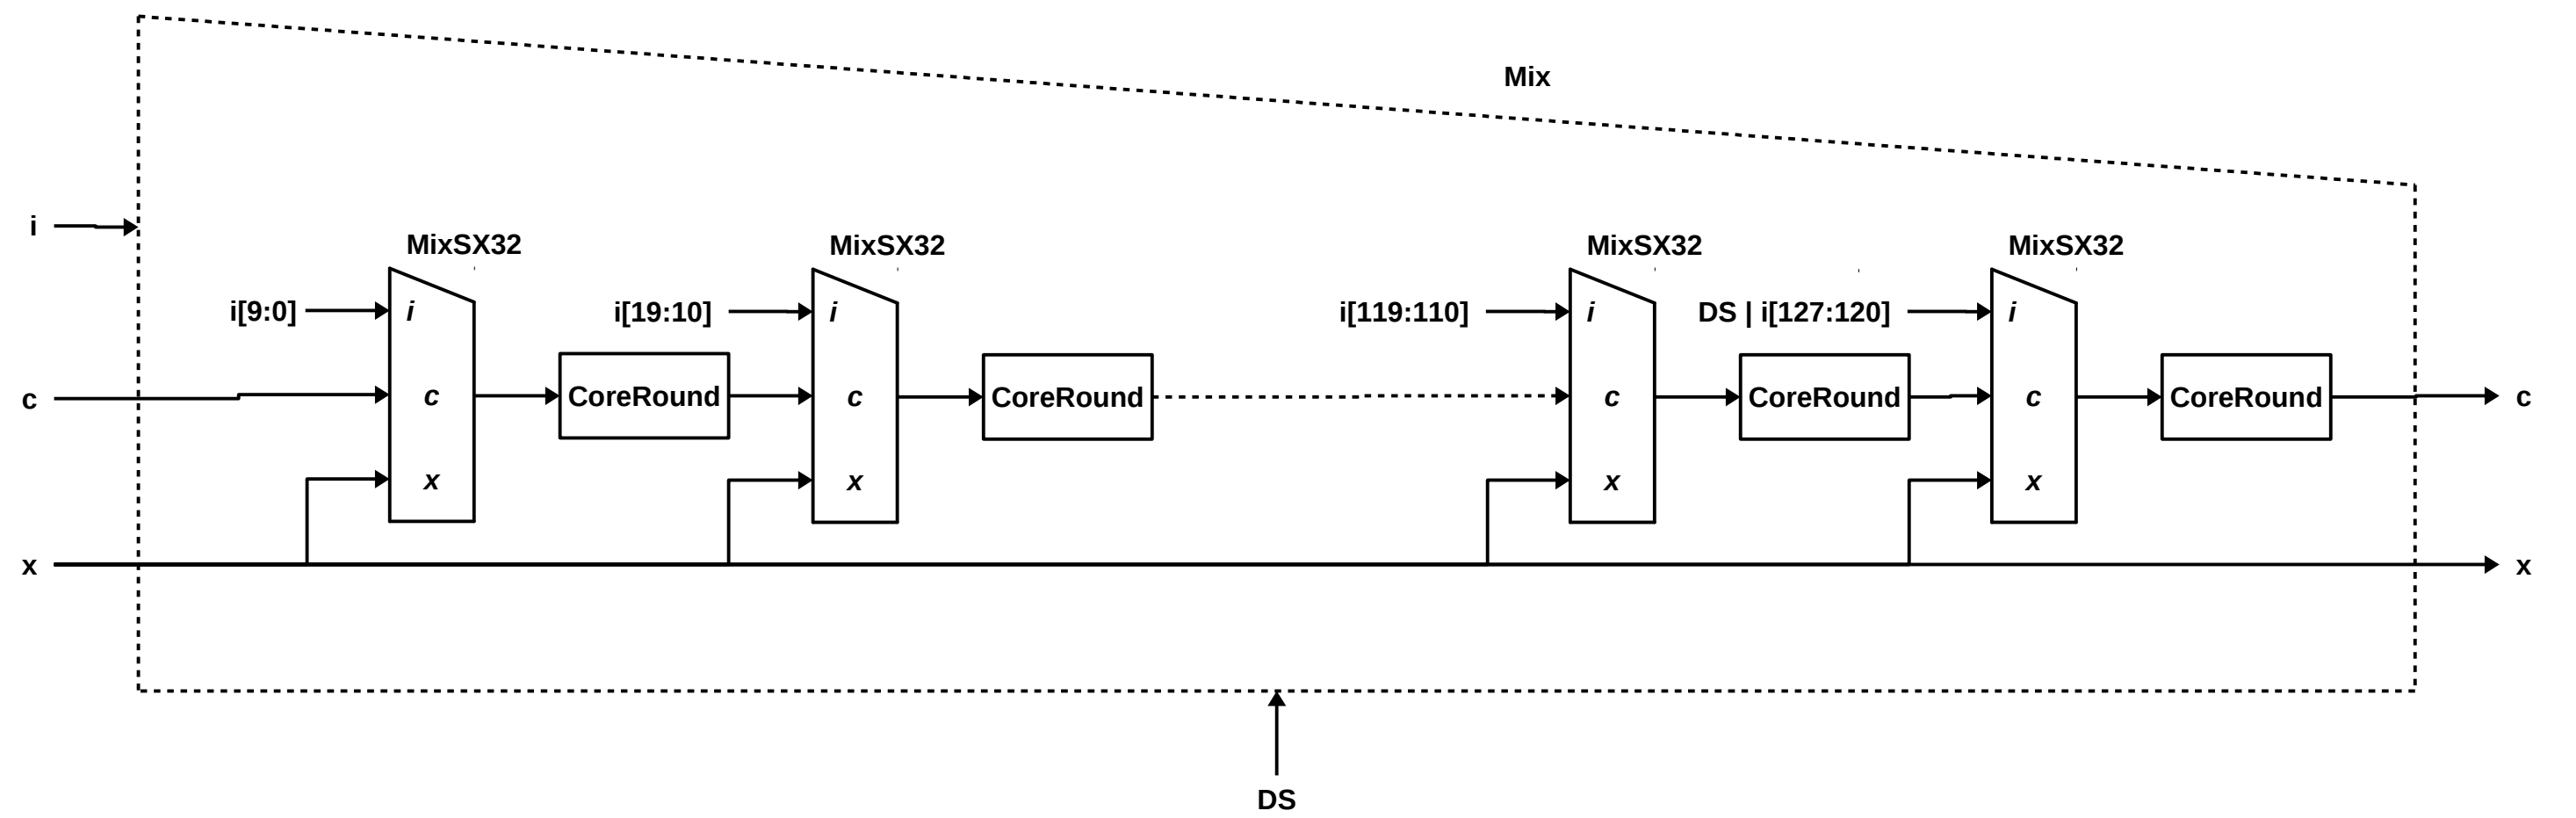 Mix
i
MixSX32
MixSX32
MixSX32
MixSX32
i[9:0]
i
i[19:10]
i
i[119:110]
i
DS | i[127:120]
i
c
c
CoreRound
c
CoreRound
c
CoreRound
c
CoreRound
c
x
x
x
x
x
x
DS